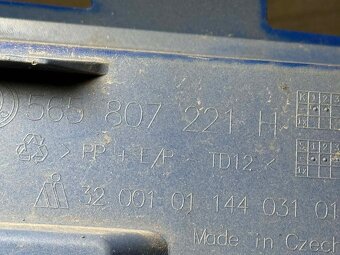 565 807 221 H
> PP + E/P - TD12 <
32 001 01 144 031 01
Made in Czech